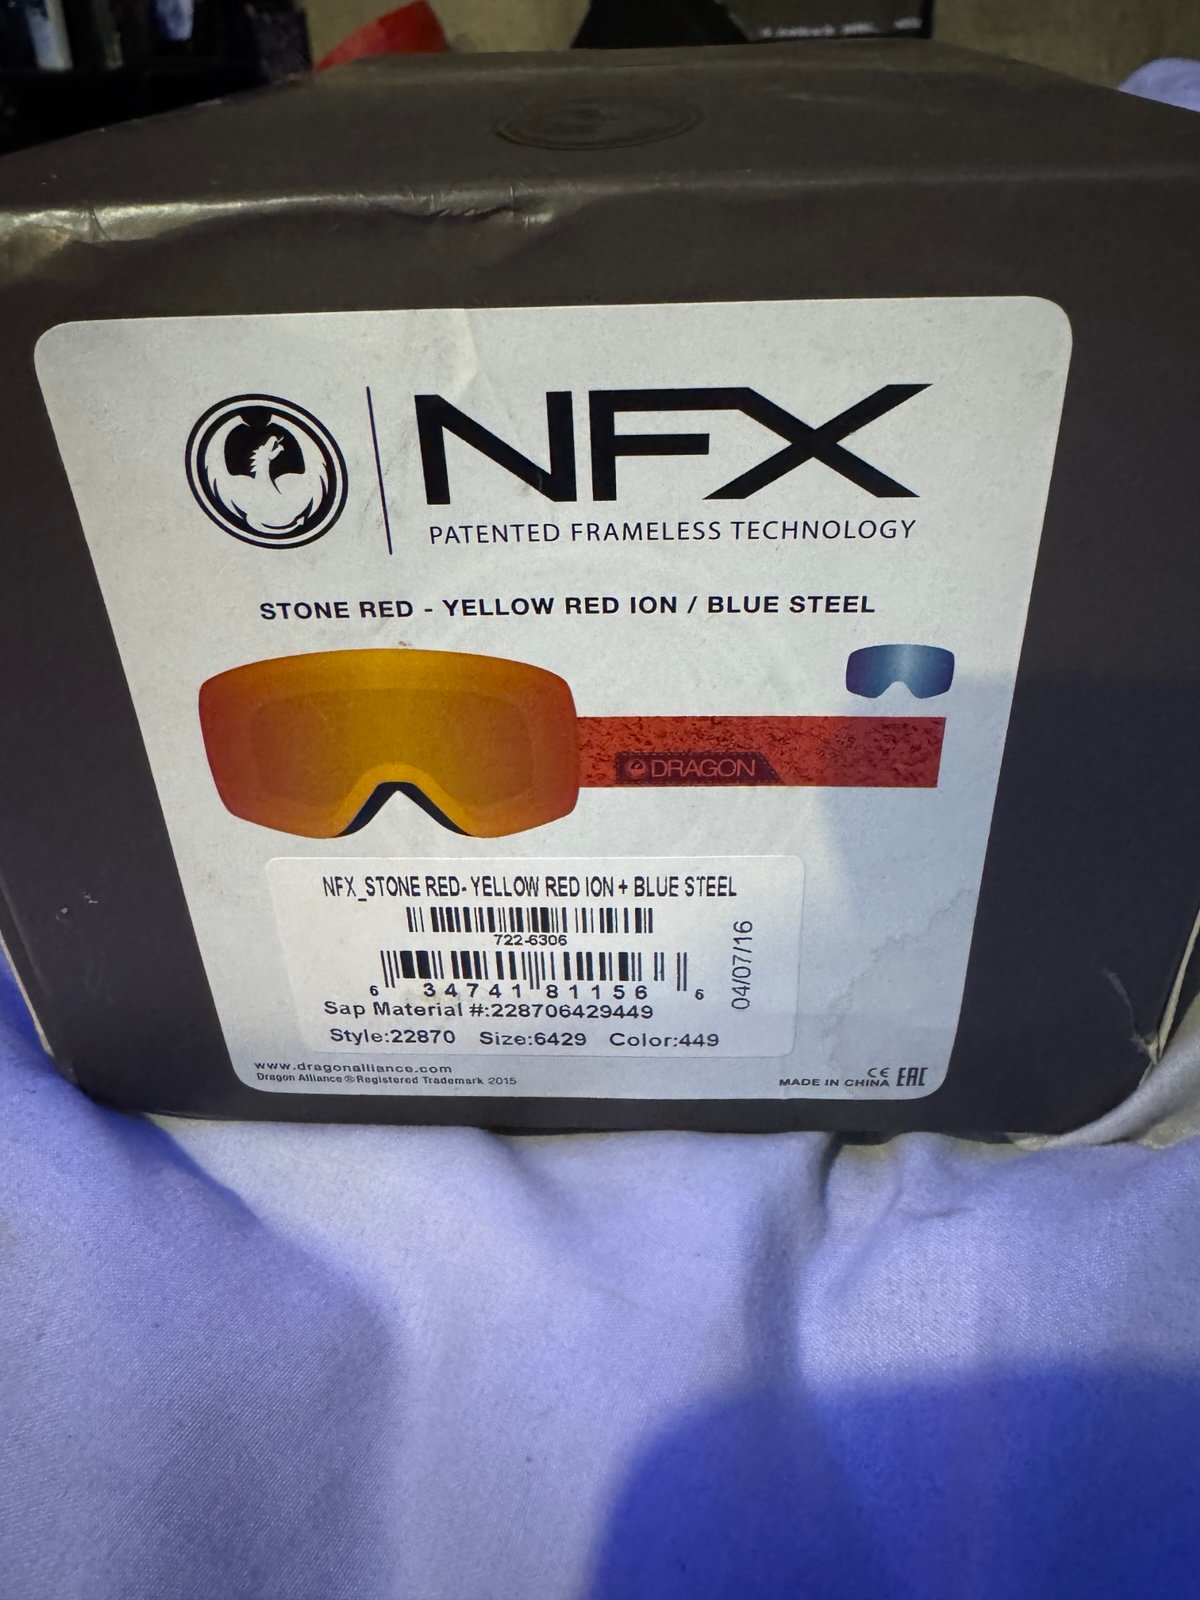 NFX
PATENTED FRAMELESS TECHNOLOGY
STONE RED - YELLOW RED ION / BLUE STEEL
DRAGON
NFX_STONE RED- YELLOW RED ION + BLUE STEEL
722-6306
6 34741 81156 6
04/07/16
Sap Material #:228706429449
Style:22870 Size:6429 Color:449
www.dragonalliance.com
Dragon Alliance ® Registered Trademark 2015
CE EAC
MADE IN CHINA